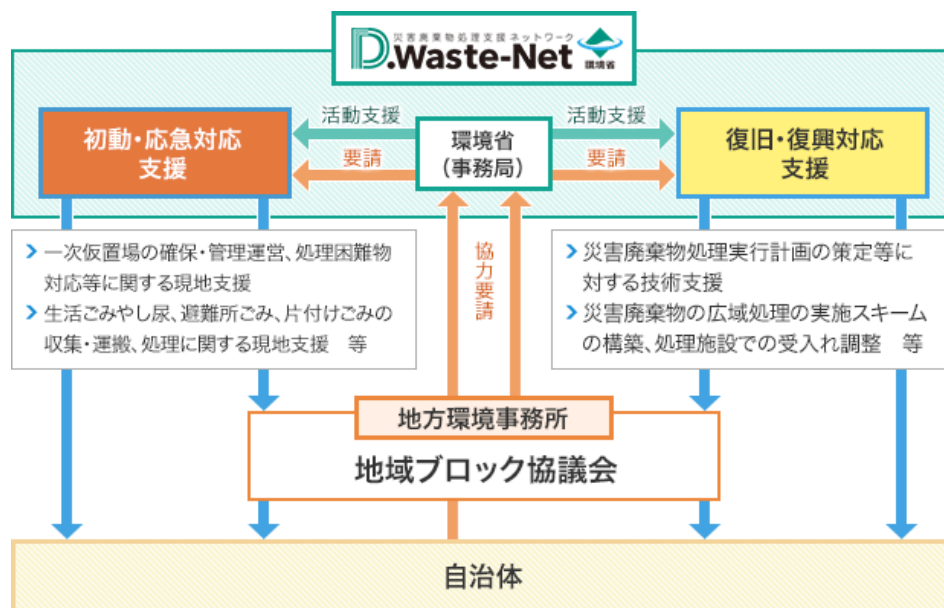 災害廃棄物処理支援ネットワーク
D.Waste-Net
環境省
初動・応急対応
支援
活動支援
要請
環境省
（事務局）
活動支援
要請
復旧・復興対応
支援
一次仮置場の確保・管理運営、処理困難物
対応等に関する現地支援
生活ごみやし尿、避難所ごみ、片付けごみの
収集・運搬、処理に関する現地支援　等
協力要請
災害廃棄物処理実行計画の策定等に
対する技術支援
災害廃棄物の広域処理の実施スキーム
の構築、処理施設での受入れ調整　等
地方環境事務所
地域ブロック協議会
自治体